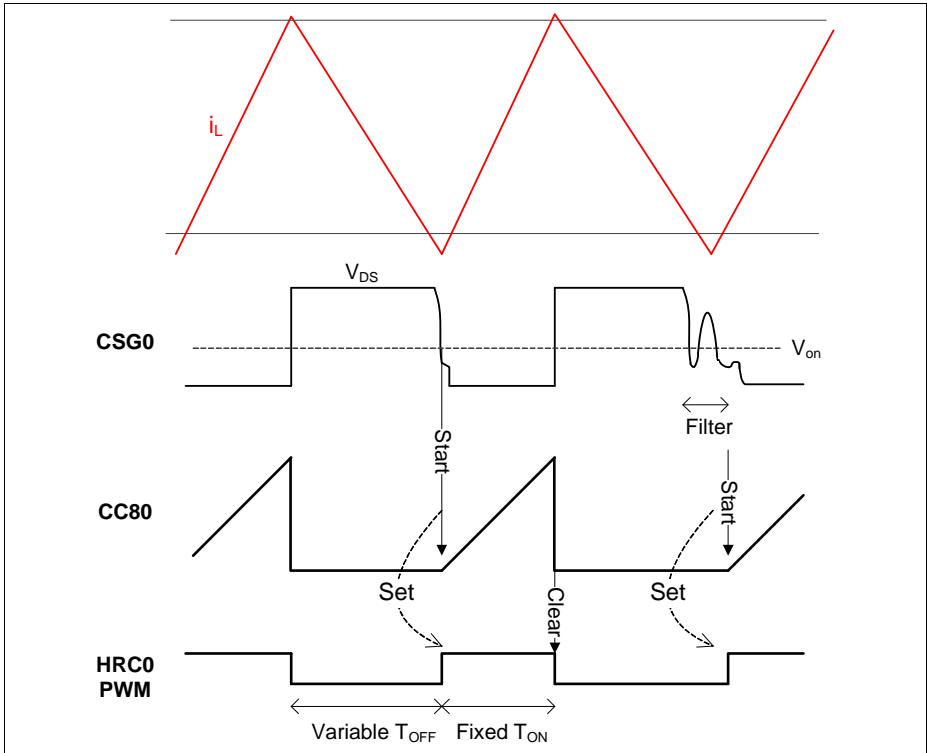 iL
VDS
CSG0
Von
Filter
Start
Start
CC80
Set
Set
Clear
HRC0
PWM
Variable TOFF
Fixed TON